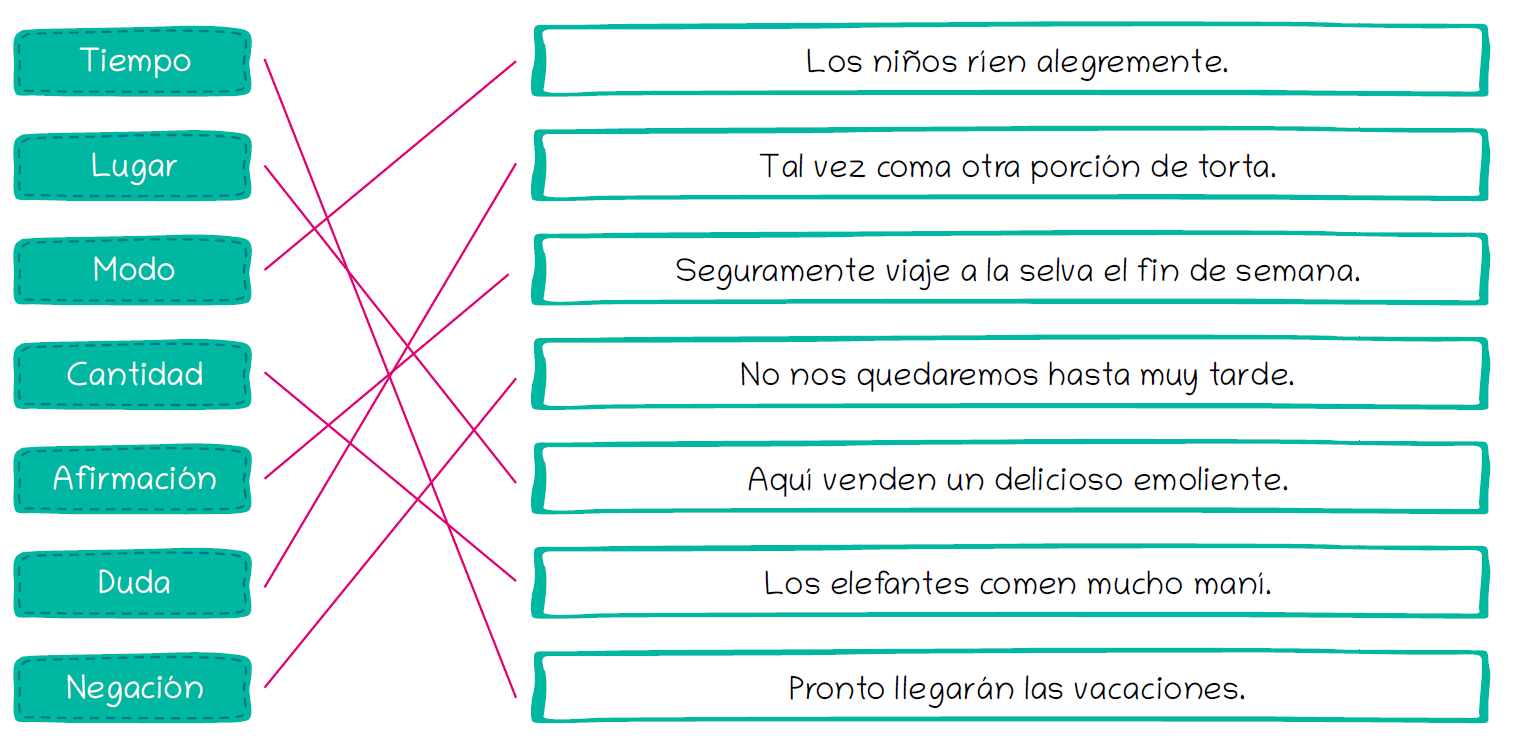 Tiempo
Los niños ríen alegremente.
Lugar
Tal vez coma otra porción de torta.
Modo
Seguramente viaje a la selva el fin de semana.
Cantidad
No nos quedaremos hasta muy tarde.
Afirmación
Aquí venden un delicioso emoliente.
Duda
Los elefantes comen mucho maní.
Negación
Pronto llegarán las vacaciones.